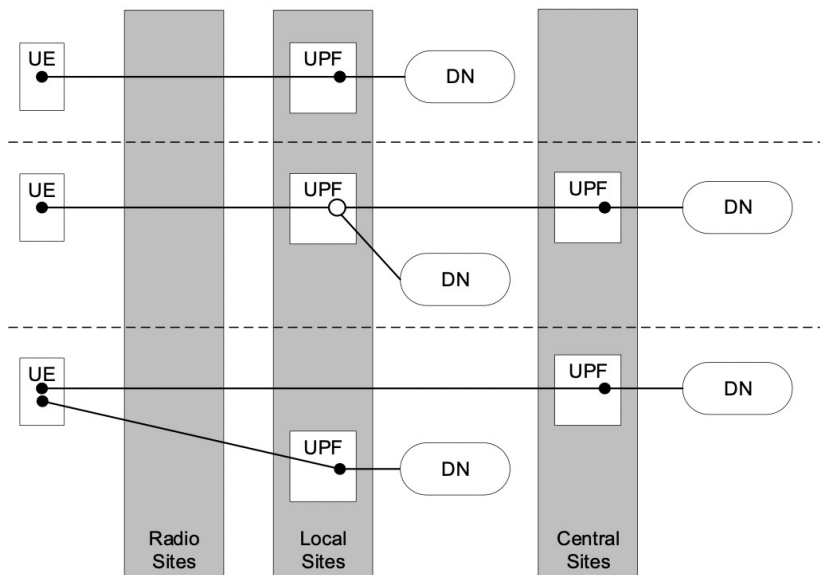 UE
UPF
DN
UE
UPF
UPF
DN
DN
UE
UPF
DN
UPF
DN
Radio
Sites
Local
Sites
Central
Sites